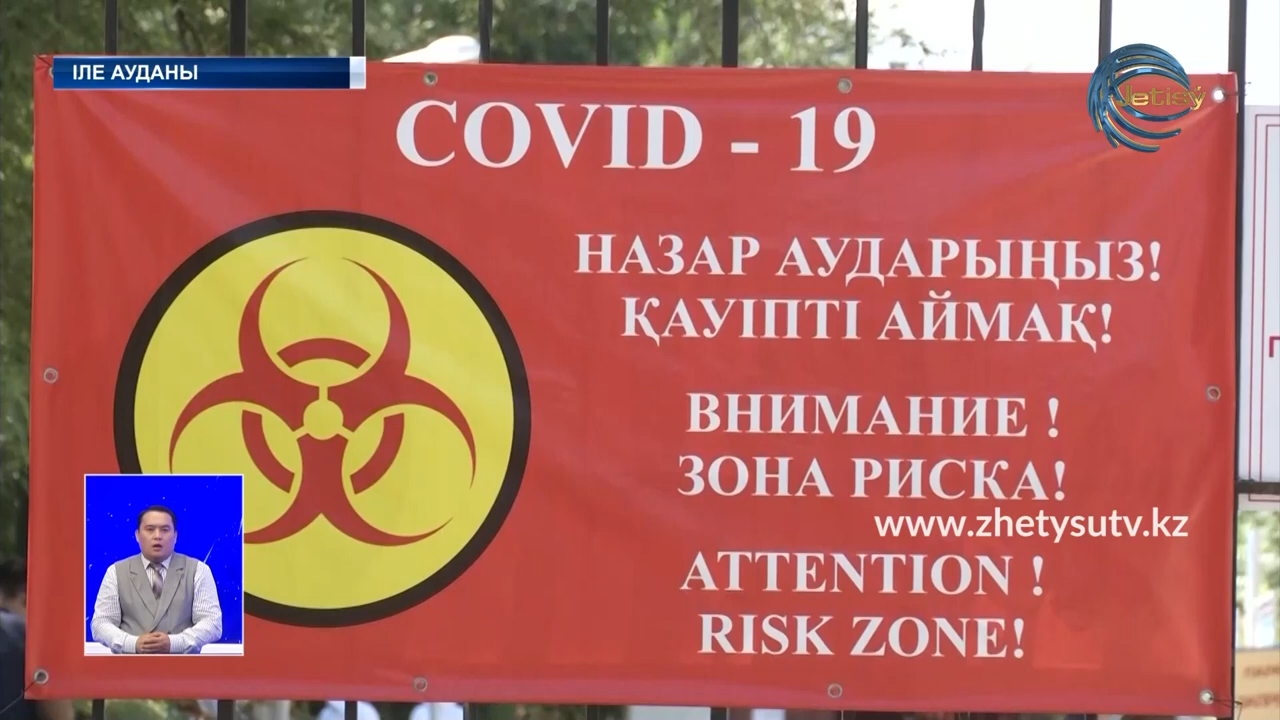 ІЛЕ АУДАНЫ
Jetisý
COVID - 19
НАЗАР АУДАРЫҢЫЗ!
ҚАУІПТІ АЙМАҚ!
ВНИМАНИЕ !
ЗОНА РИСКА!
www.zhetysutv.kz
ATTENTION !
RISK ZONE!